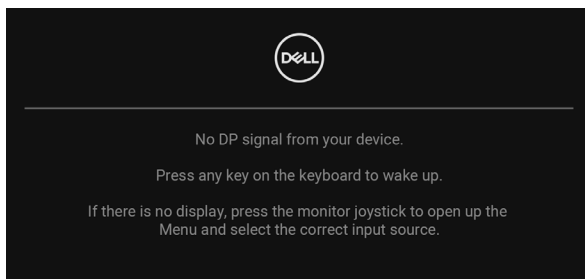 DELL
No DP signal from your device.
Press any key on the keyboard to wake up.
If there is no display, press the monitor joystick to open up the
Menu and select the correct input source.